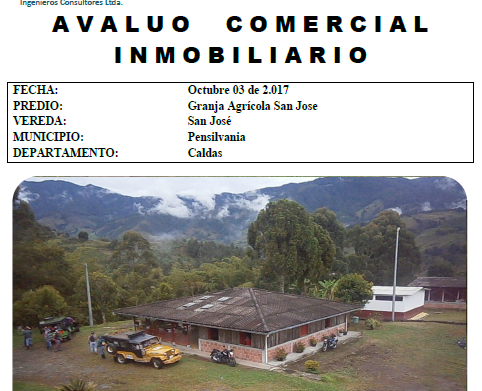 Ingenieros Consultores Ltda.
AVALUO COMERCIAL
INMOBILIARIO
FECHA: Octubre 03 de 2.017
PREDIO: Granja Agrícola San Jose
VEREDA: San José
MUNICIPIO: Pensilvania
DEPARTAMENTO: Caldas